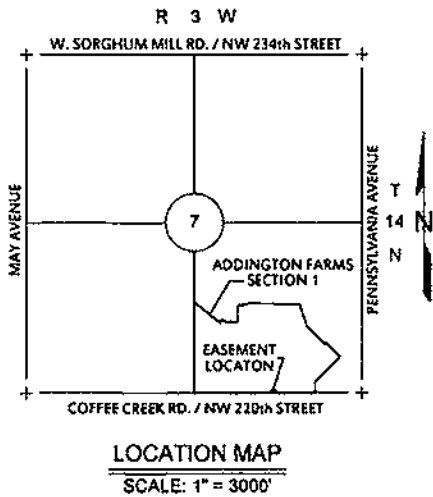 R 3 W
W. SORGHUM MILL RD. / NW 234th STREET
MAY AVENUE
PENNSYLVANIA AVENUE
T
14
N
N
7
ADDINGTON FARMS
SECTION 1
EASEMENT
LOCATON
COFFEE CREEK RD. / NW 220th STREET
LOCATION MAP
SCALE: 1" = 3000'